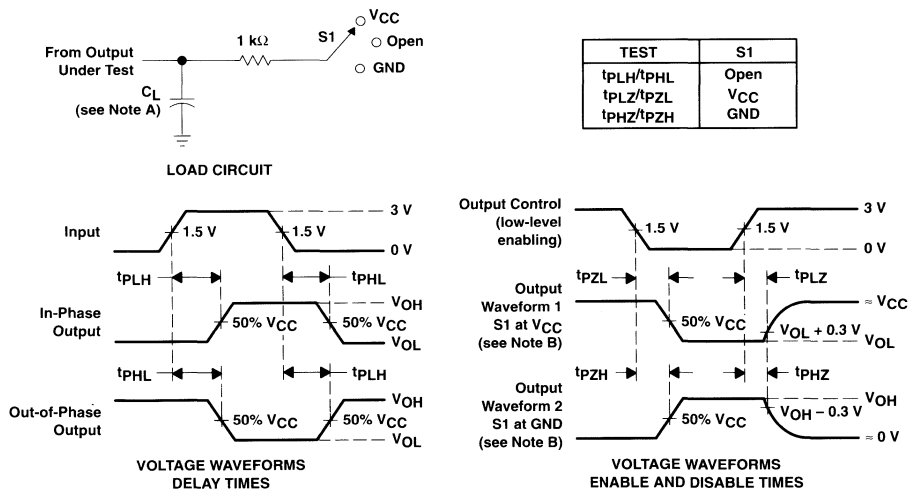 From Output
Under Test
1 kΩ
S1
VCC
Open
GND
CL
(see Note A)
LOAD CIRCUIT
TEST S1
tPLH/tPHL Open
tPLZ/tPZL VCC
tPHZ/tPZH GND
Input
1.5 V
1.5 V
3 V
0 V
tPLH
tPHL
In-Phase
Output
50% VCC
50% VCC
VOH
VOL
tPHL
tPLH
Out-of-Phase
Output
50% VCC
50% VCC
VOH
VOL
VOLTAGE WAVEFORMS
DELAY TIMES
Output Control
(low-level
enabling)
1.5 V
1.5 V
3 V
0 V
tPZL
tPLZ
Output
Waveform 1
S1 at VCC
(see Note B)
50% VCC
≈ VCC
VOL + 0.3 V
VOL
tPZH
tPHZ
Output
Waveform 2
S1 at GND
(see Note B)
50% VCC
VOH
VOH − 0.3 V
≈ 0 V
VOLTAGE WAVEFORMS
ENABLE AND DISABLE TIMES